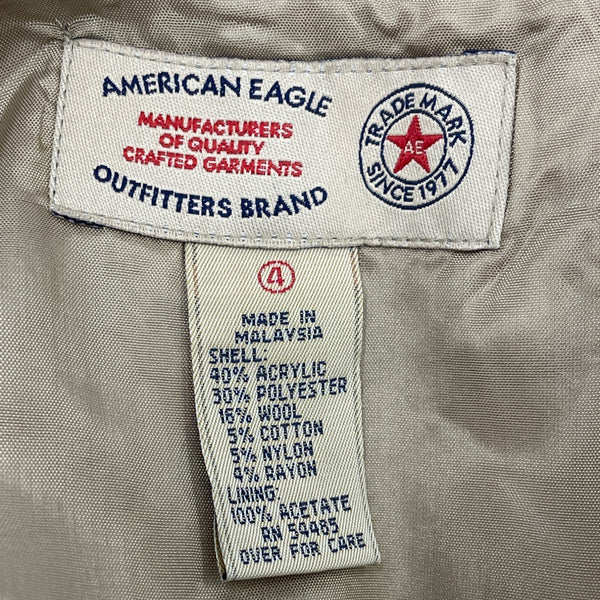 AMERICAN EAGLE
MANUFACTURERS
OF QUALITY
CRAFTED GARMENTS
OUTFITTERS BRAND
TRADE MARK
AE
SINCE 1977
4
MADE IN
MALAYSIA
SHELL:
40% ACRYLIC
30% POLYESTER
16% WOOL
5% COTTON
5% NYLON
4% RAYON
LINING:
100% ACETATE
RN 54485
OVER FOR CARE